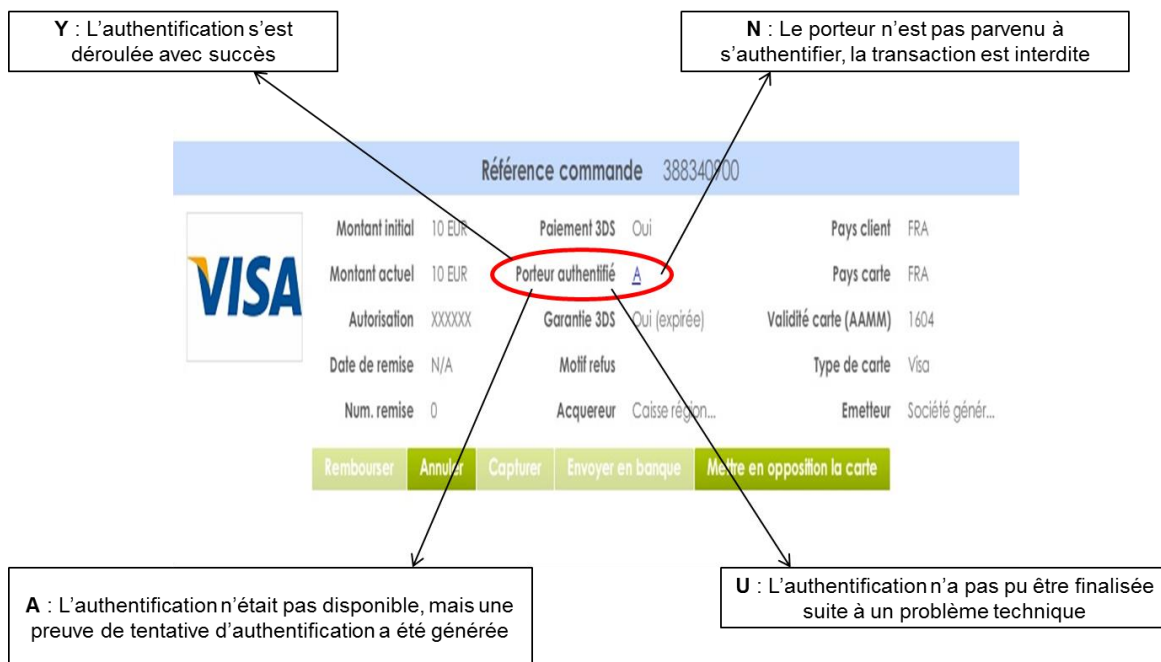 Y : L’authentification s’est
déroulée avec succès
N : Le porteur n’est pas parvenu à
s’authentifier, la transaction est interdite
Référence commande 388340900
VISA
Montant initial 10 EUR Paiement 3DS Oui Pays client FRA
Montant actuel 10 EUR Porteur authentifié A Pays carte FRA
Autorisation XXXXXX Garantie 3DS Oui (expirée) Validité carte (AAMM) 1604
Date de remise N/A Motif refus Type de carte Visa
Num. remise 0 Acquereur Caisse région... Emetteur Société génér...
Rembourser Annuler Capturer Envoyer en banque Mettre en opposition la carte
A : L’authentification n’était pas disponible, mais une
preuve de tentative d’authentification a été générée
U : L’authentification n’a pas pu être finalisée
suite à un problème technique